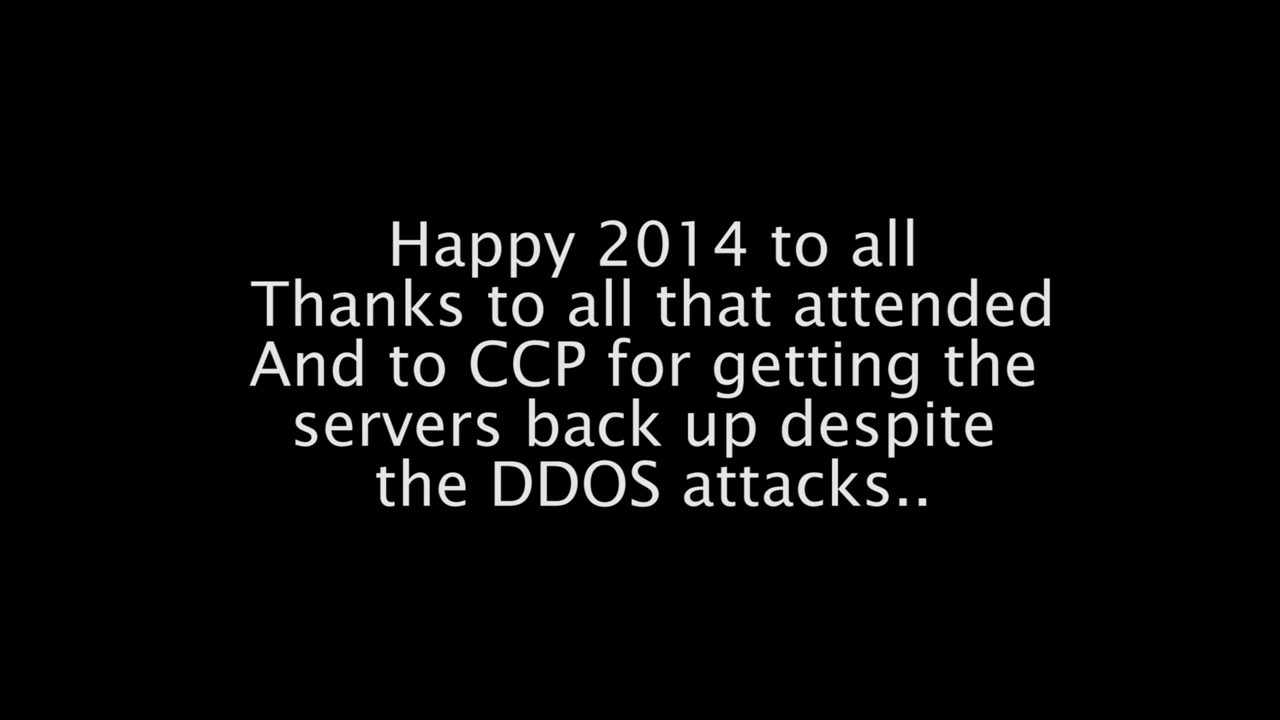 Happy 2014 to all
Thanks to all that attended
And to CCP for getting the
servers back up despite
the DDOS attacks..